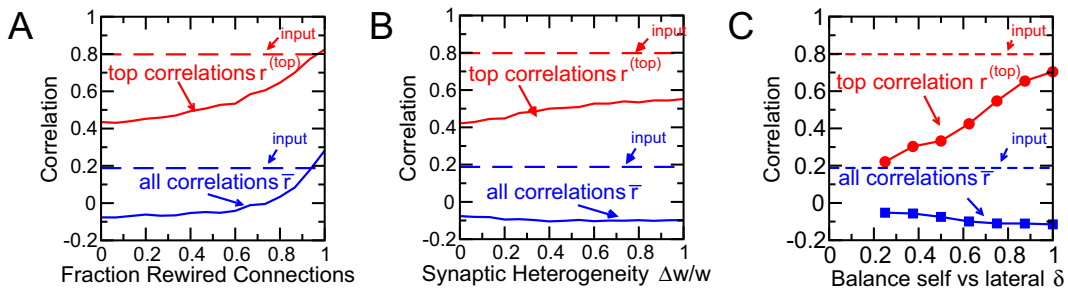 A
Correlation
0.8
0.6
0.4
0.2
0
-0.2
input
top correlations r^(top)
input
all correlations r̅
0 0.2 0.4 0.6 0.8 1
Fraction Rewired Connections
B
Correlation
0.8
0.6
0.4
0.2
0
-0.2
input
top correlations r^(top)
input
all correlations r̅
0 0.2 0.4 0.6 0.8 1
Synaptic Heterogeneity Δw/w
C
Correlation
1
0.8
0.6
0.4
0.2
0
-0.2
input
top correlation r^(top)
input
all correlations r̅
0 0.2 0.4 0.6 0.8 1
Balance self vs lateral δ